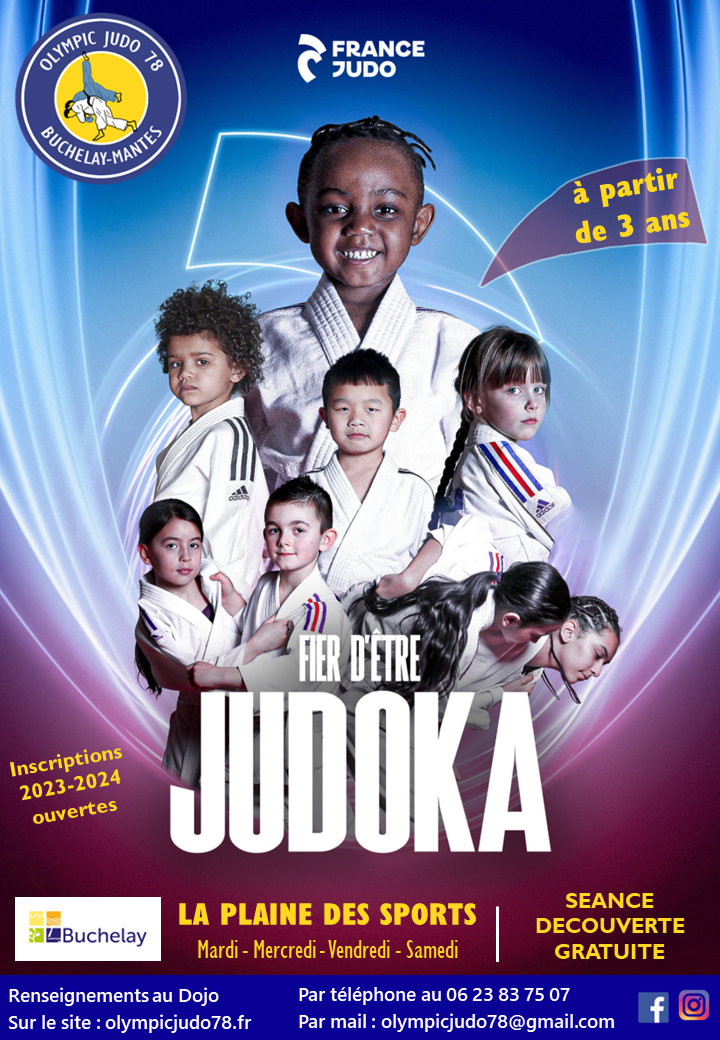 OLYMPIC JUDO 78
BUCHELAY-MANTES
FRANCE
JUDO
à partir
de 3 ans
adidas
adidas
FIER D'ÊTRE
JUDOKA
Inscriptions
2023-2024
ouvertes
Buchelay
LA PLAINE DES SPORTS
Mardi - Mercredi - Vendredi - Samedi
SEANCE
DECOUVERTE
GRATUITE
Renseignements au Dojo
Sur le site : olympicjudo78.fr
Par téléphone au 06 23 83 75 07
Par mail : olympicjudo78@gmail.com